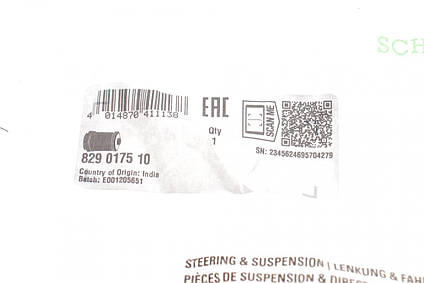 SCH
4 014870 411138
EAC
Qty
1
SCAN ME
SN: 2345624695704279
829 0175 10
Country of Origin: India
Batch: E001205651
STEERING & SUSPENSION | LENKUNG & FAH
PIÈCES DE SUSPENSION & DIREC